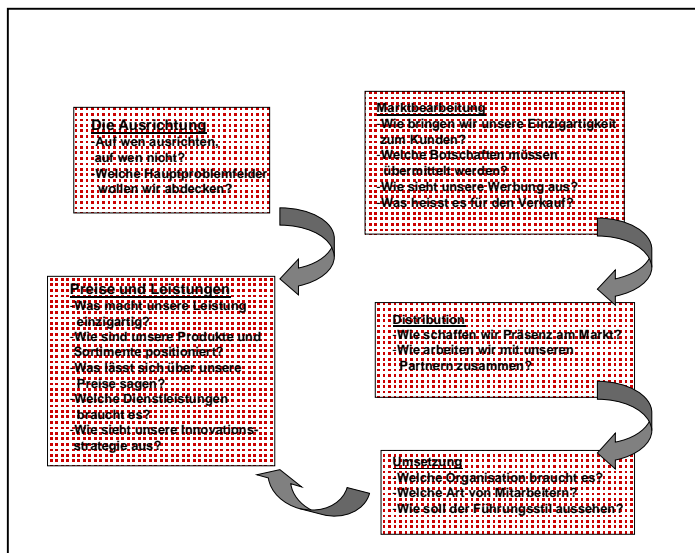 Die Ausrichtung
-Auf wen ausrichten,
auf wen nicht?
-Welche Hauptproblemfelder
wollen wir abdecken?
Preise und Leistungen
-Was macht unsere Leistung
einzigartig?
-Wie sind unsere Produkte und
Sortimente positioniert?
-Was lässt sich über unsere
Preise sagen?
-Welche Dienstleistungen
braucht es?
-Wie sieht unsere Innovations-
strategie aus?
Marktbearbeitung
-Wie bringen wir unsere Einzigartigkeit
zum Kunden?
-Welche Botschaften müssen
übermittelt werden?
-Wie sieht unsere Werbung aus?
-Was heisst es für den Verkauf?
Distribution
-Wie schaffen wir Präsenz am Markt?
-Wie arbeiten wir mit unseren
Partnern zusammen?
Umsetzung
-Welche Organisation braucht es?
-Welche Art von Mitarbeitern?
-Wie soll der Führungsstil aussehen?